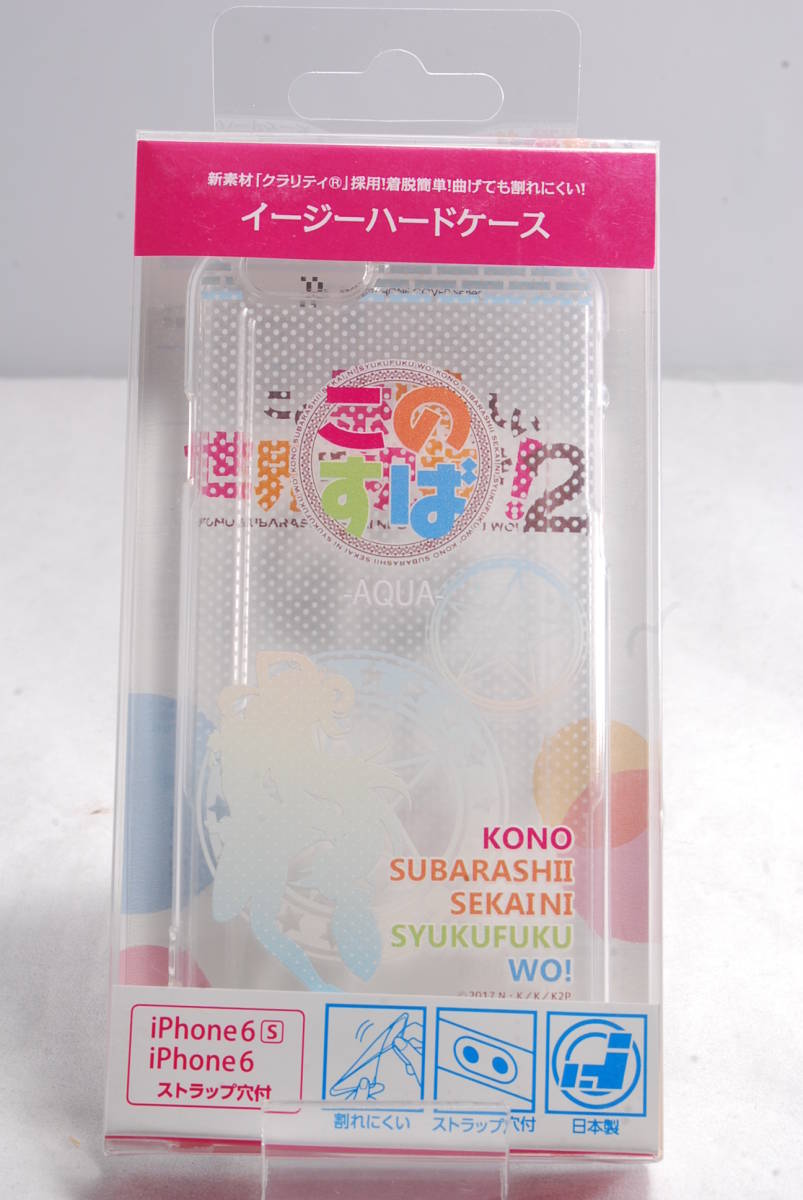 新素材「クラリティ®」採用!着脱簡単!曲げても割れにくい!
イージーハードケース
このすば
2
-AQUA-
KONO
SUBARASHII
SEKAINI
SYUKUFUKU
WO!
©2017 N・K/K/K2P
iPhone6 S
iPhone6
ストラップ穴付
割れにくい
ストラップ穴付
日本製